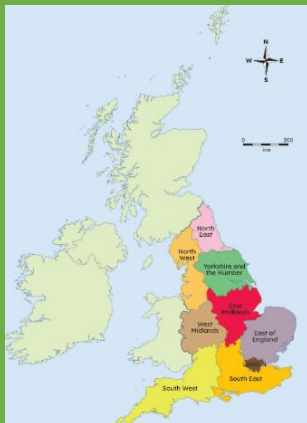 N
W E
S
0 200
km
North
East
North
West
Yorkshire and
the Humber
East
Midlands
West
Midlands
East of
England
London
South East
South West